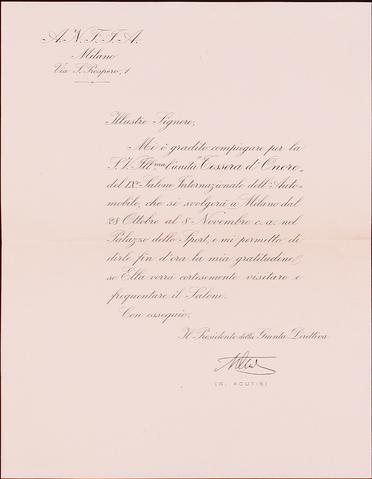 A.N.F.I.A.
Milano
Via S. Prospero, 1
Illustre Signore,
Mi è gradito compiegare per la
S.V. Ill.ma l'unita "Tessera d'Onore"
del IX° Salone Internazionale dell'Auto-
mobile, che si svolgerà a Milano dal
28 Ottobre al 8 Novembre c.a. nel
Palazzo dello Sport, e mi permetto di
dirle fin d'ora la mia gratitudine,
se Ella vorrà cortesemente visitare e
frequentare il Salone.
Con ossequio.
Il Presidente della Giunta Direttiva
(G. ACUTIS)